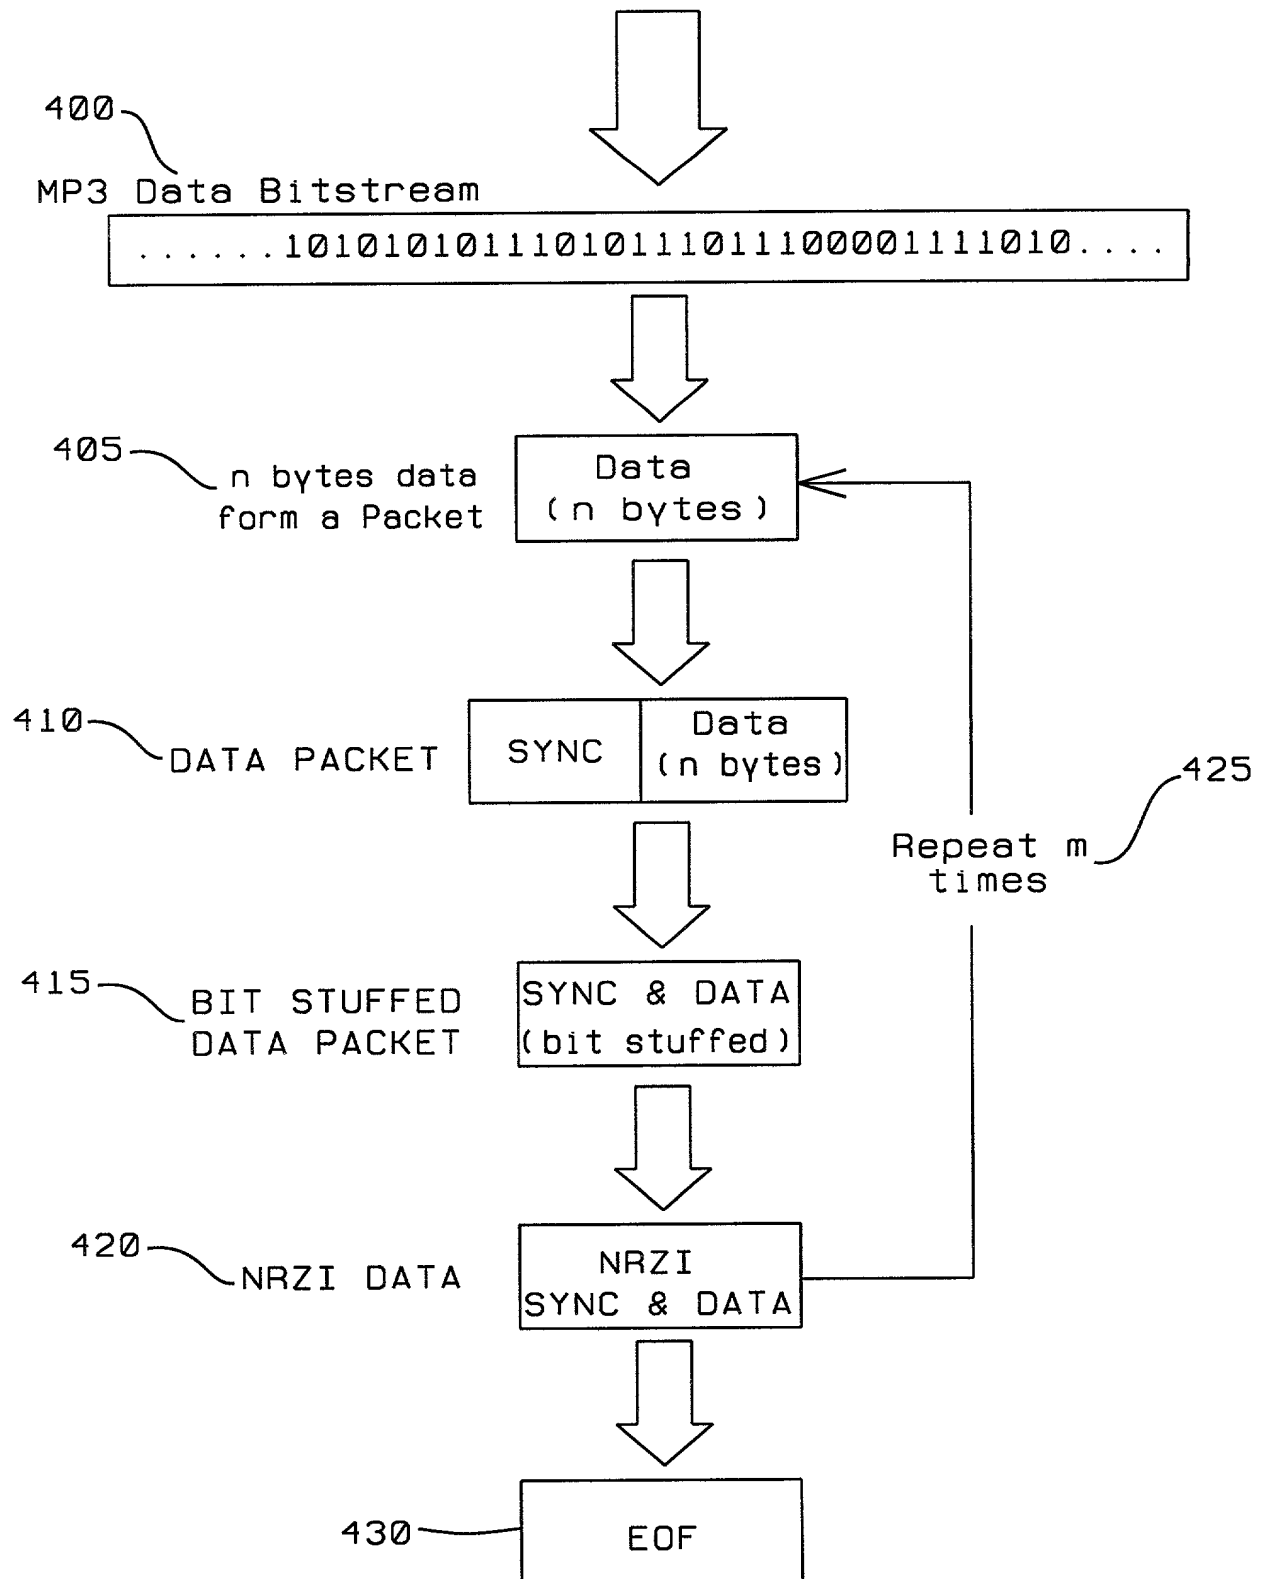 400
MP3 Data Bitstream
......10101010111010111011100001111010....
405
n bytes data
form a Packet
Data
(n bytes)
410
DATA PACKET
SYNC
Data
(n bytes)
425
Repeat m
times
415
BIT STUFFED
DATA PACKET
SYNC & DATA
(bit stuffed)
420
NRZI DATA
NRZI
SYNC & DATA
430
EOF